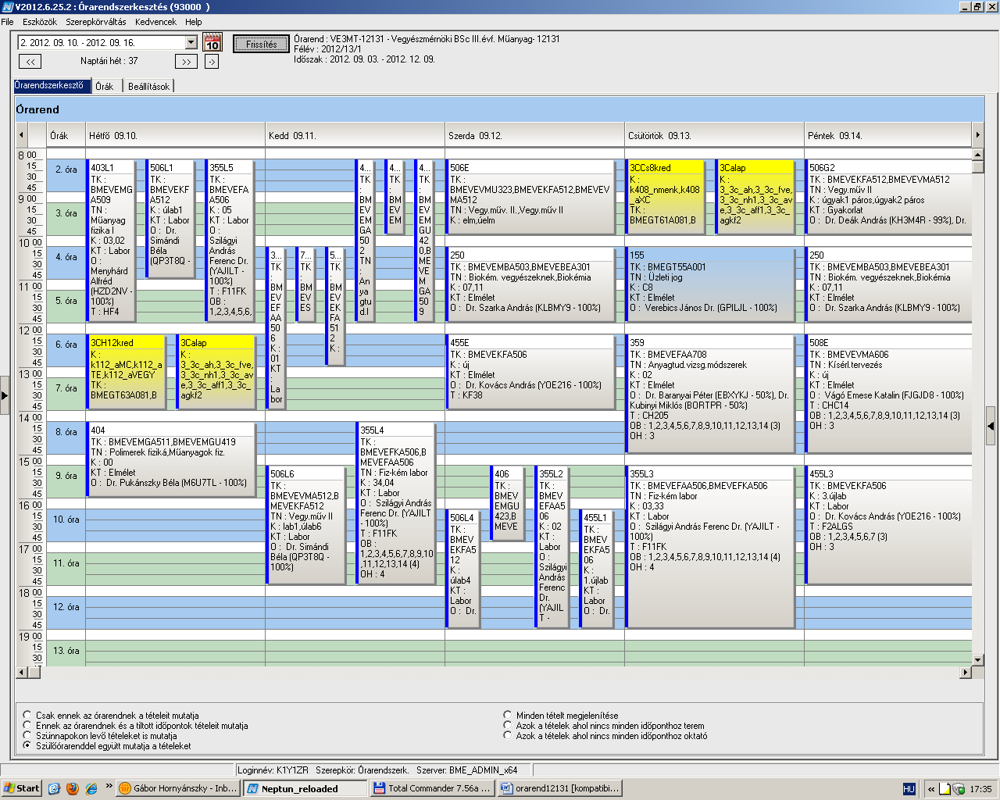 V2012.6.25.2 : Órarendszerkesztés (93000  )
File Eszközök Szerepkörváltás Kedvencek Help
2. 2012. 09. 10. - 2012. 09. 16.
10
Frissítés
Órarend : VE3MT-12131 - Vegyészmérnöki BSc III.évf. Műanyag- 12131
Félév : 2012/13/1
Időszak : 2012. 09. 03. - 2012. 12. 09.
<< Naptári hét : 37 >> ->
Órarendszerkesztő Órák Beállítások
Órarend
Órák Hétfő 09.10. Kedd 09.11. Szerda 09.12. Csütörtök 09.13. Péntek 09.14.
8 00
15
30
45
9 00
15
30
45
10 00
15
30
45
11 00
15
30
45
12 00
15
30
45
13 00
15
30
45
14 00
15
30
45
15 00
15
30
45
16 00
15
30
45
17 00
15
30
45
18 00
15
30
45
19 00
15
30
2. óra
3. óra
4. óra
5. óra
6. óra
7. óra
8. óra
9. óra
10. óra
11. óra
12. óra
13. óra
403L1
TK :
BMEVEMG
A509
TN :
Műanyag
fizika I
K : 03,02
KT : Labor
O :
Menyhárd
Alfréd
(HZD2NV -
100%)
T : HF4
506L1
TK :
BMEVEKF
A512
K : úlab1
KT : Labor
O : Dr.
Simándi
Béla
(QP3T8Q -
355L5
TK :
BMEVEFA
A506
K : 05
KT : Labor
O :
Szilágyi
András
Ferenc Dr.
(YAJILT -
100%)
T : F11FK
OB :
1,2,3,4,5,6,
3CH12kred
K :
k112_aMC,k112_a
TE,k112_aVEGY
TK :
BMEGT63A081,B
3Calap
K :
3_3c_ah,3_3c_fve,
3_3c_nh1,3_3c_av
e,3_3c_aff1,3_3c_
agkf2
404
TK : BMEVEMGA511,BMEVEMGU419
TN : Polimerek fiziká,Műanyagok fiz.
K : 00
KT : Elmélet
O : Dr. Pukánszky Béla (M6U7TL - 100%)
3...
TK
:
BM
EV
EF
AA
50
6
K :
01
KT
:
La
bor
7...
TK
:
BM
EV
ES
5...
TK
:
BM
EV
EK
FA
51
2
K :
4...
TK
:
BM
EV
EM
GA
50
2
TN
:
An
ya
gtu
d.I
4...
TK
:
BM
EV
EM
4...
TK
:
BM
EV
EM
GU
42
0,B
ME
VE
M
GA
50
9
506L6
TK :
BMEVEVMA512,B
MEVEKFA512
TN : Vegy.műv II
K : lab1,úlab6
KT : Labor
O : Dr. Simándi
Béla (QP3T8Q -
100%)
355L4
TK :
BMEVEFKA506,B
MEVEFAA506
TN : Fiz-kém labor
K : 34,04
KT : Labor
O : Szilágyi András
Ferenc Dr. (YAJILT
- 100%)
T : F11FK
OB :
1,2,3,4,5,6,7,8,9,10
,11,12,13,14 (4)
OH : 4
506E
TK :
BMEVEVMU323,BMEVEKFA512,BMEVEV
MA512
TN : Vegy.műv. II.,Vegy.műv II
K : elm,úelm
250
TK : BMEVEMBA503,BMEVEBEA301
TN : Biokém. vegyészeknek,Biokémia
K : 07,11
KT : Elmélet
O : Dr. Szarka András (KLBMY9 - 100%)
455E
TK : BMEVEKFA506
K : új
KT : Elmélet
O : Dr. Kovács András (YOE216 - 100%)
T : KF38
506L4
TK :
BMEV
EKFA5
12
K :
úlab4
KT :
Labor
O : Dr.
406
TK :
BMEV
EMGU
423,B
MEVE
355L2
TK :
BMEV
EFAA5
06
K : 02
KT :
Labor
O :
Szilágyi
András
Ferenc
Dr.
(YAJIL
T -
455L1
TK :
BMEV
EKFA5
06
K :
1.újlab
KT :
Labor
O : Dr.
3CCs8kred
K :
k408_nmenk,k408
_aXC
TK :
BMEGT61A081,B
3Calap
K :
3_3c_ah,3_3c_fve,
3_3c_nh1,3_3c_av
e,3_3c_aff1,3_3c_
agkf2
155
TK : BMEGT55A001
TN : Üzleti jog
K : C8
KT : Elmélet
O : Verebics János Dr. (GPILJL - 100%)
359
TK : BMEVEFAA708
TN : Anyagtud.vizsg.módszerek
K : 02
KT : Elmélet
O : Dr. Baranyai Péter (EBXYKJ - 50%), Dr.
Kubinyi Miklós (BORTPR - 50%)
T : CH205
OB : 1,2,3,4,5,6,7,8,9,10,11,12,13,14 (3)
OH : 3
355L3
TK : BMEVEFAA506,BMEVEFKA506
TN : Fiz-kém labor
K : 03,33
KT : Labor
O : Szilágyi András Ferenc Dr. (YAJILT -
100%)
T : F11FK
OB : 1,2,3,4,5,6,7,8,9,10,11,12,13,14 (4)
OH : 4
506G2
TK : BMEVEKFA512,BMEVEVMA512
TN : Vegy.műv II
K : úgyak1 páros,úgyak2 páros
KT : Gyakorlat
O : Dr. Deák András (KH3M4R - 99%), Dr.
250
TK : BMEVEMBA503,BMEVEBEA301
TN : Biokém. vegyészeknek,Biokémia
K : 07,11
KT : Elmélet
O : Dr. Szarka András (KLBMY9 - 100%)
508E
TK : BMEVEVMA606
TN : Kísérl.tervezés
K : új
KT : Elmélet
O : Vágó Emese Katalin (FJGJD8 - 100%)
T : CHC14
OB : 1,2,3,4,5,6,7,8,9,10,11,12,13,14 (3)
OH : 3
455L3
TK : BMEVEKFA506
K : 3.újlab
KT : Labor
O : Dr. Kovács András (YOE216 - 100%)
T : F2ALGS
OB : 1,2,3,4,5,6,7 (3)
OH : 3
Csak ennek az órarendnek a tételeit mutatja
Ennek az órarendnek és a tiltott időpontok tételeit mutatja
Szünnapokon levő tételeket is mutatja
Szülőórarenddel együtt mutatja a tételeket
Minden tételt megjelenítése
Azok a tételek ahol nincs minden időponthoz terem
Azok a tételek ahol nincs minden időponthoz oktató
Loginnév: K1Y1ZR Szerepkör: Órarendszerk. Szerver: BME_ADMIN_x64
Start » Gábor Hornyánszky - Inb... Neptun_reloaded Total Commander 7.56a ... orarend12131 [kompatibi... HU « 17:35